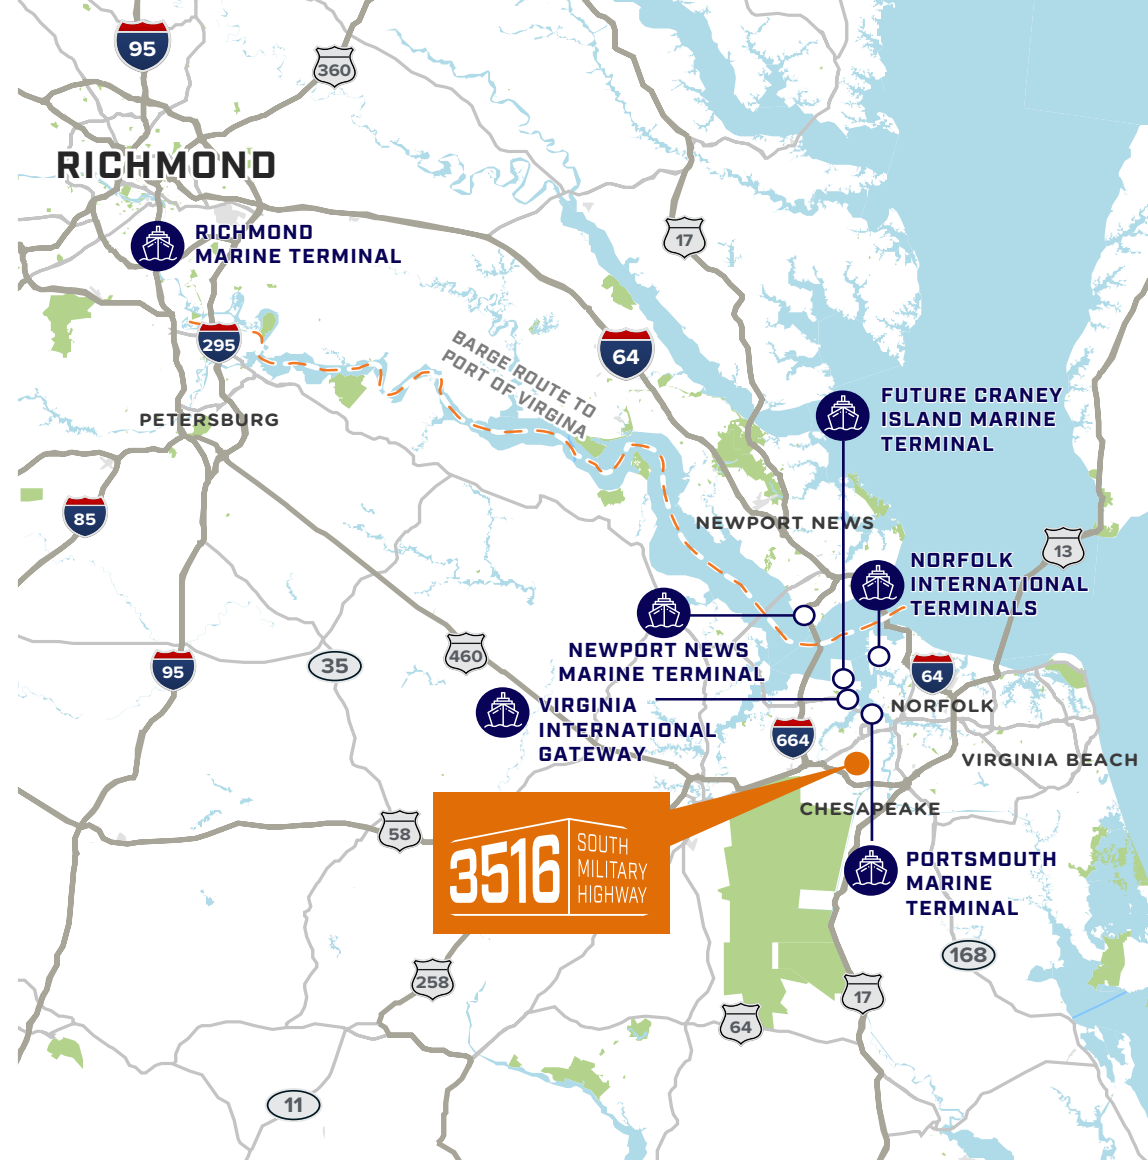 95
360
RICHMOND
RICHMOND
MARINE TERMINAL
17
295
64
BARGE ROUTE TO
PORT OF VIRGINA
FUTURE CRANEY
ISLAND MARINE
TERMINAL
PETERSBURG
85
NEWPORT NEWS
13
NORFOLK
INTERNATIONAL
TERMINALS
NEWPORT NEWS
MARINE TERMINAL
95
35
460
64
VIRGINIA
INTERNATIONAL
GATEWAY
NORFOLK
664
VIRGINIA BEACH
CHESAPEAKE
58
3516
SOUTH
MILITARY
HIGHWAY
PORTSMOUTH
MARINE
TERMINAL
168
258
17
64
11